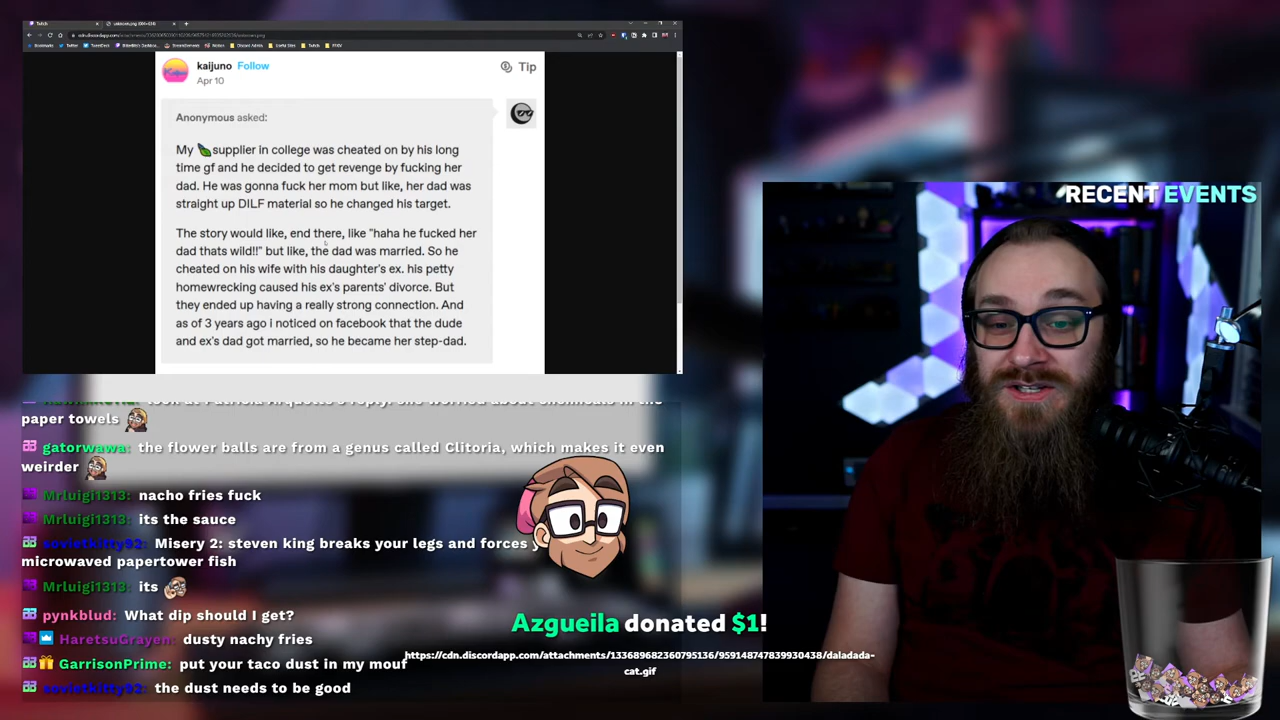 Twitch
unknown.png
kaijuno Follow
Tip
Apr 10
Anonymous asked:
My supplier in college was cheated on by his long
time gf and he decided to get revenge by fucking her
dad. He was gonna fuck her mom but like, her dad was
straight up DILF material so he changed his target.
The story would like, end there, like "haha he fucked her
dad thats wild!!" but like, the dad was married. So he
cheated on his wife with his daughter's ex. his petty
homewrecking caused his ex's parents' divorce. But
they ended up having a really strong connection. And
as of 3 years ago i noticed on facebook that the dude
and ex's dad got married, so he became her step-dad.
RECENT EVENTS
paper towels
gatorwawa: the flower balls are from a genus called Clitoria, which makes it even
weirder
Mrluigi1313: nacho fries fuck
Mrluigi1313: its the sauce
sovietkitty92: Misery 2: steven king breaks your legs and forces
microwaved papertower fish
Mrluigi1313: its
pynkblud: What dip should I get?
HaretsuGrayen: dusty nachy fries
GarrisonPrime: put your taco dust in my mouf
sovietkitty92: the dust needs to be good
Azgueila donated $1!
https://cdn.discordapp.com/attachments/133689682360795136/959148747839930438/daladada-
cat.gif